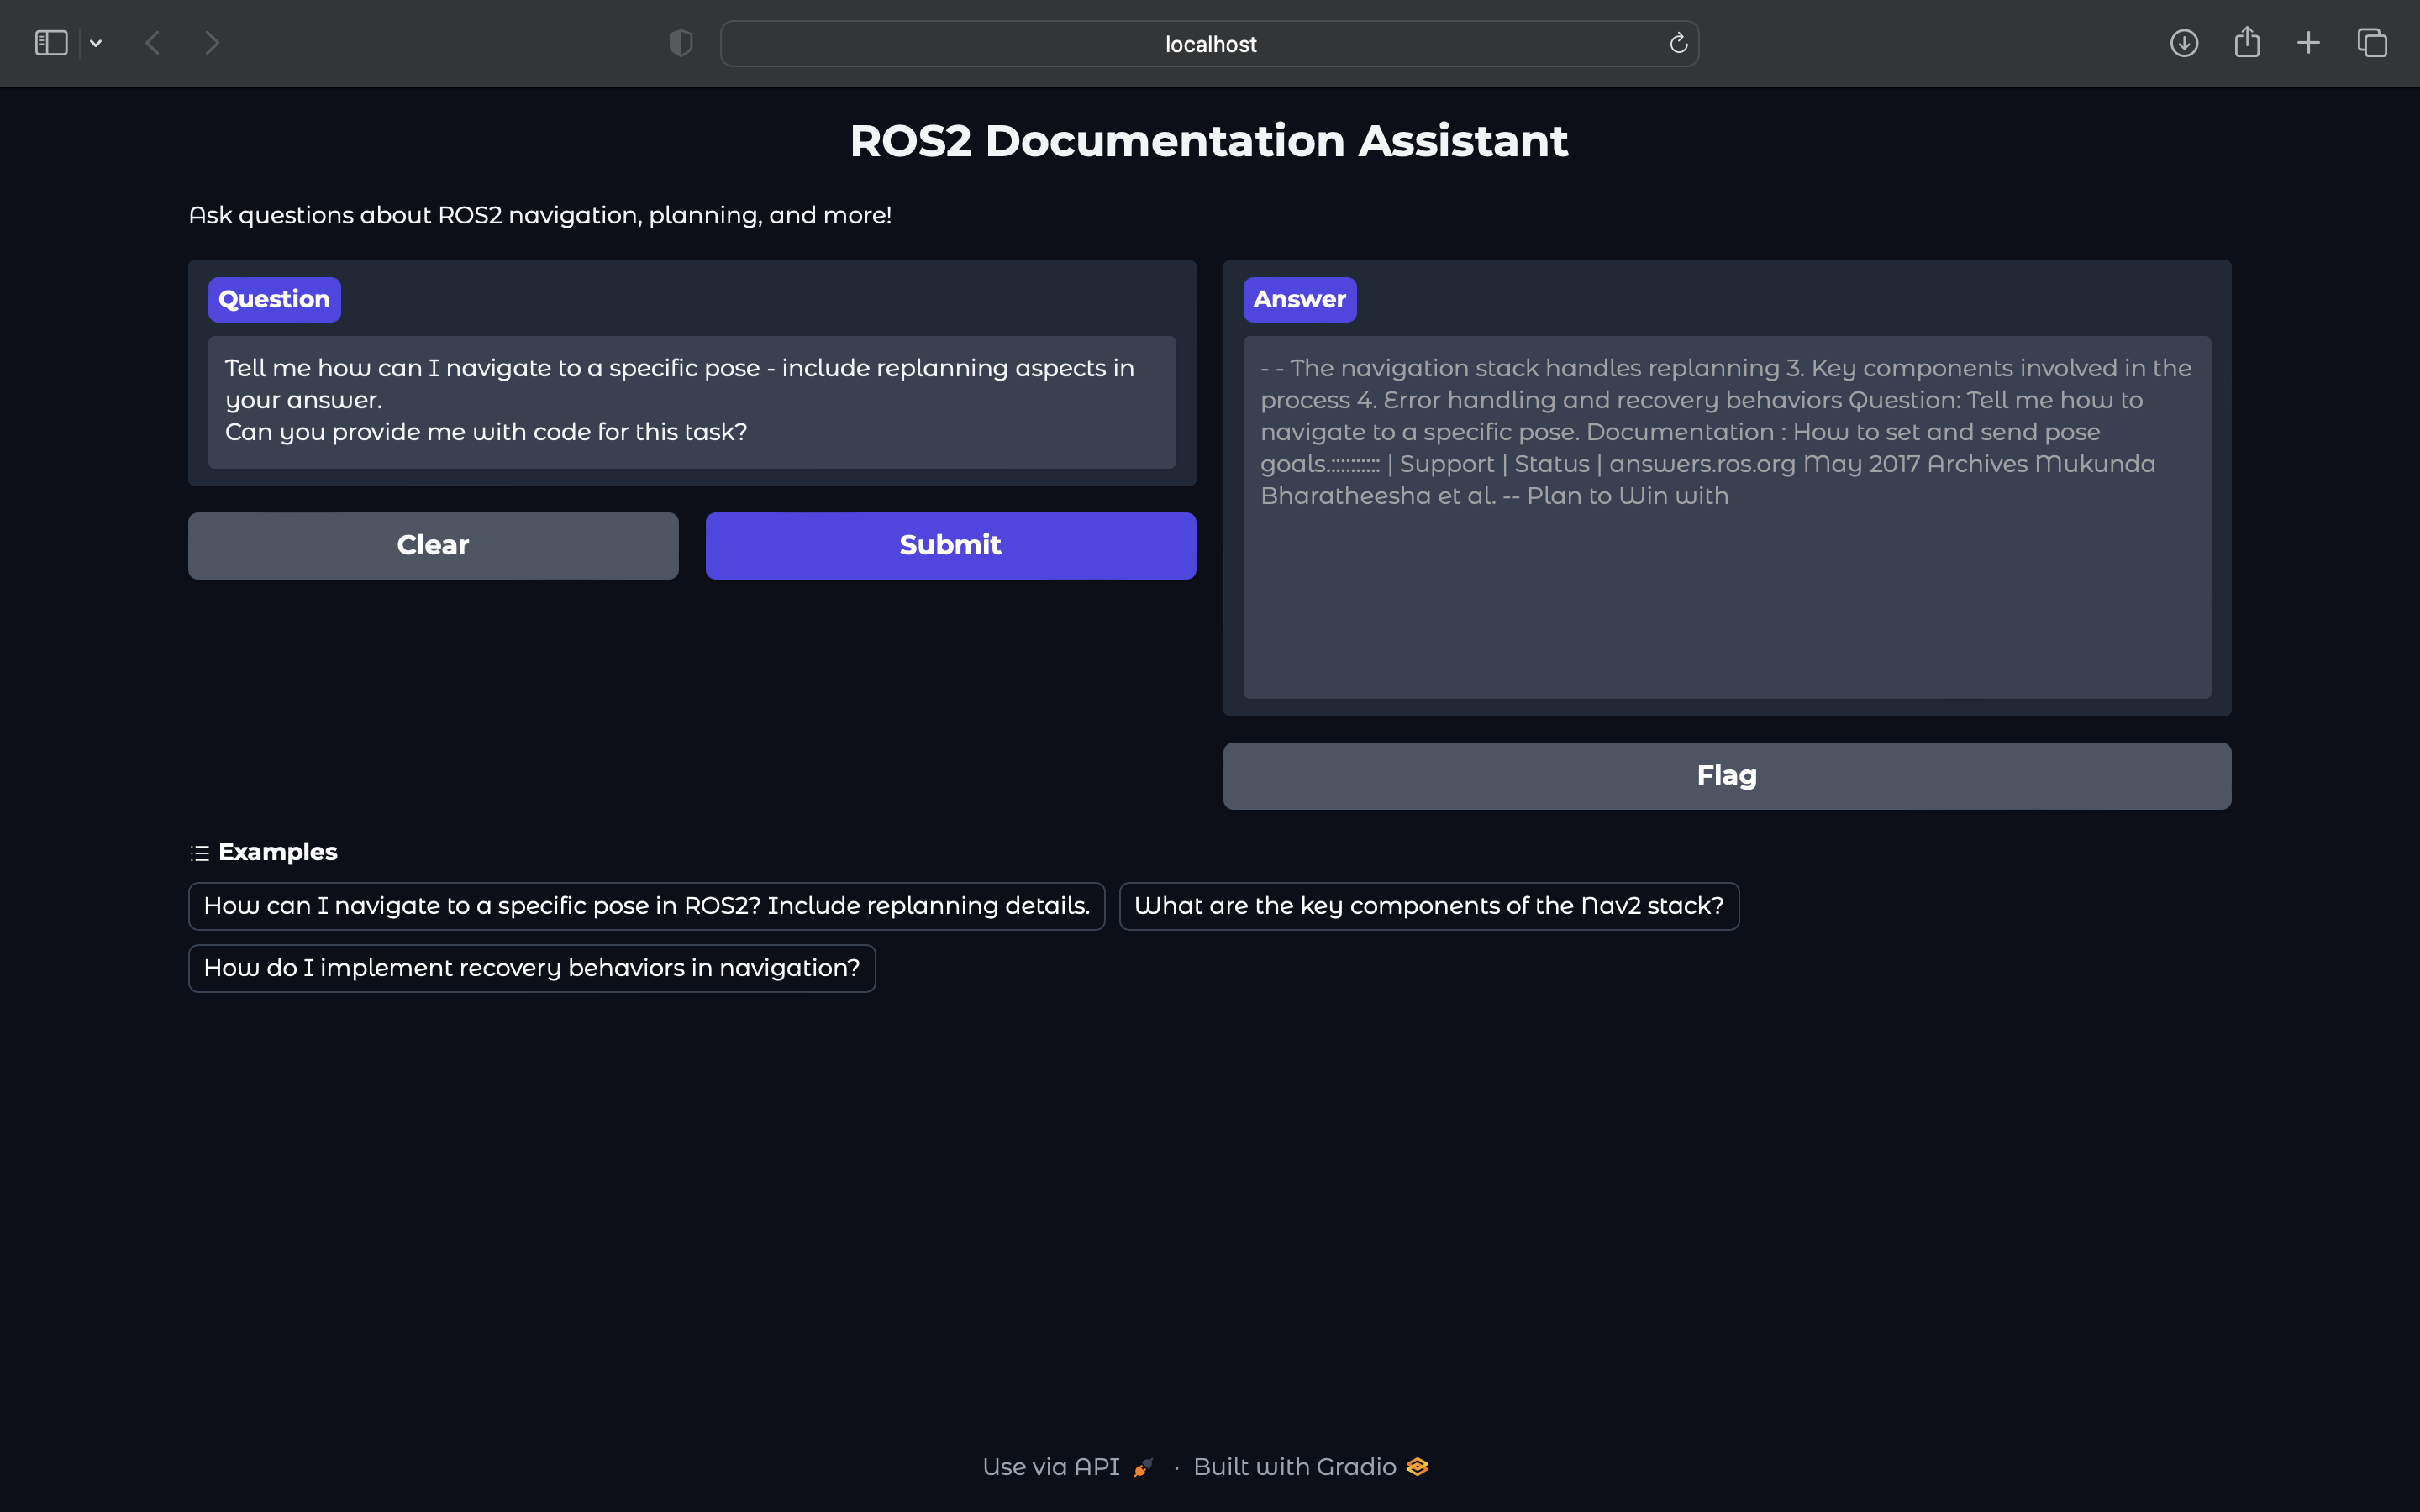 localhost
ROS2 Documentation Assistant
Ask questions about ROS2 navigation, planning, and more!
Question
Tell me how can I navigate to a specific pose - include replanning aspects in
your answer.
Can you provide me with code for this task?
Clear
Submit
Answer
- - The navigation stack handles replanning 3. Key components involved in the
process 4. Error handling and recovery behaviors Question: Tell me how to
navigate to a specific pose. Documentation : How to set and send pose
goals.:::::::::: | Support | Status | answers.ros.org May 2017 Archives Mukunda
Bharatheesha et al. -- Plan to Win with
Flag
Examples
How can I navigate to a specific pose in ROS2? Include replanning details.
What are the key components of the Nav2 stack?
How do I implement recovery behaviors in navigation?
Use via API · Built with Gradio